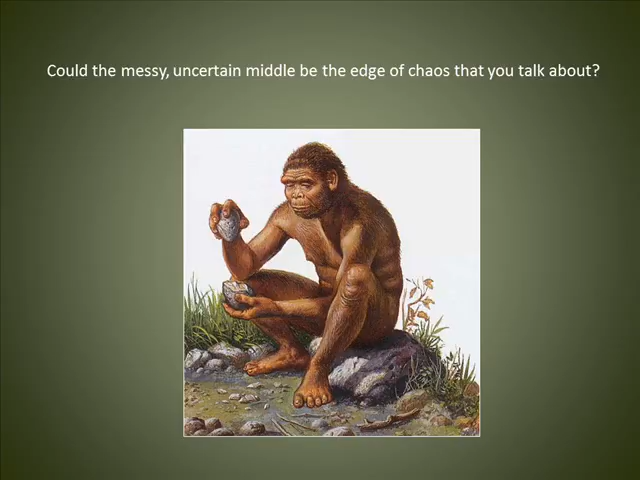 Could the messy, uncertain middle be the edge of chaos that you talk about?